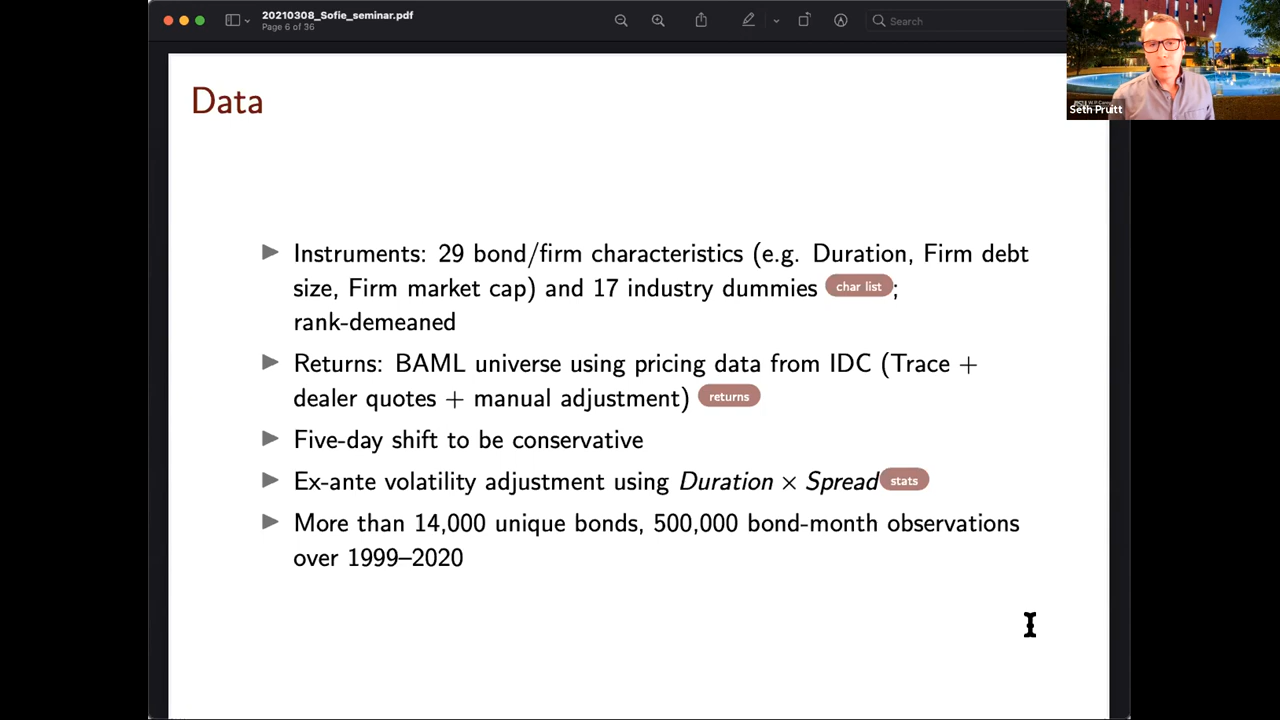 20210308_Sofie_seminar.pdf
Page 6 of 36
Search
Seth Pruitt
Data
Instruments: 29 bond/firm characteristics (e.g. Duration, Firm debt
size, Firm market cap) and 17 industry dummies char list ;
rank-demeaned
Returns: BAML universe using pricing data from IDC (Trace +
dealer quotes + manual adjustment) returns
Five-day shift to be conservative
Ex-ante volatility adjustment using Duration × Spread stats
More than 14,000 unique bonds, 500,000 bond-month observations
over 1999–2020